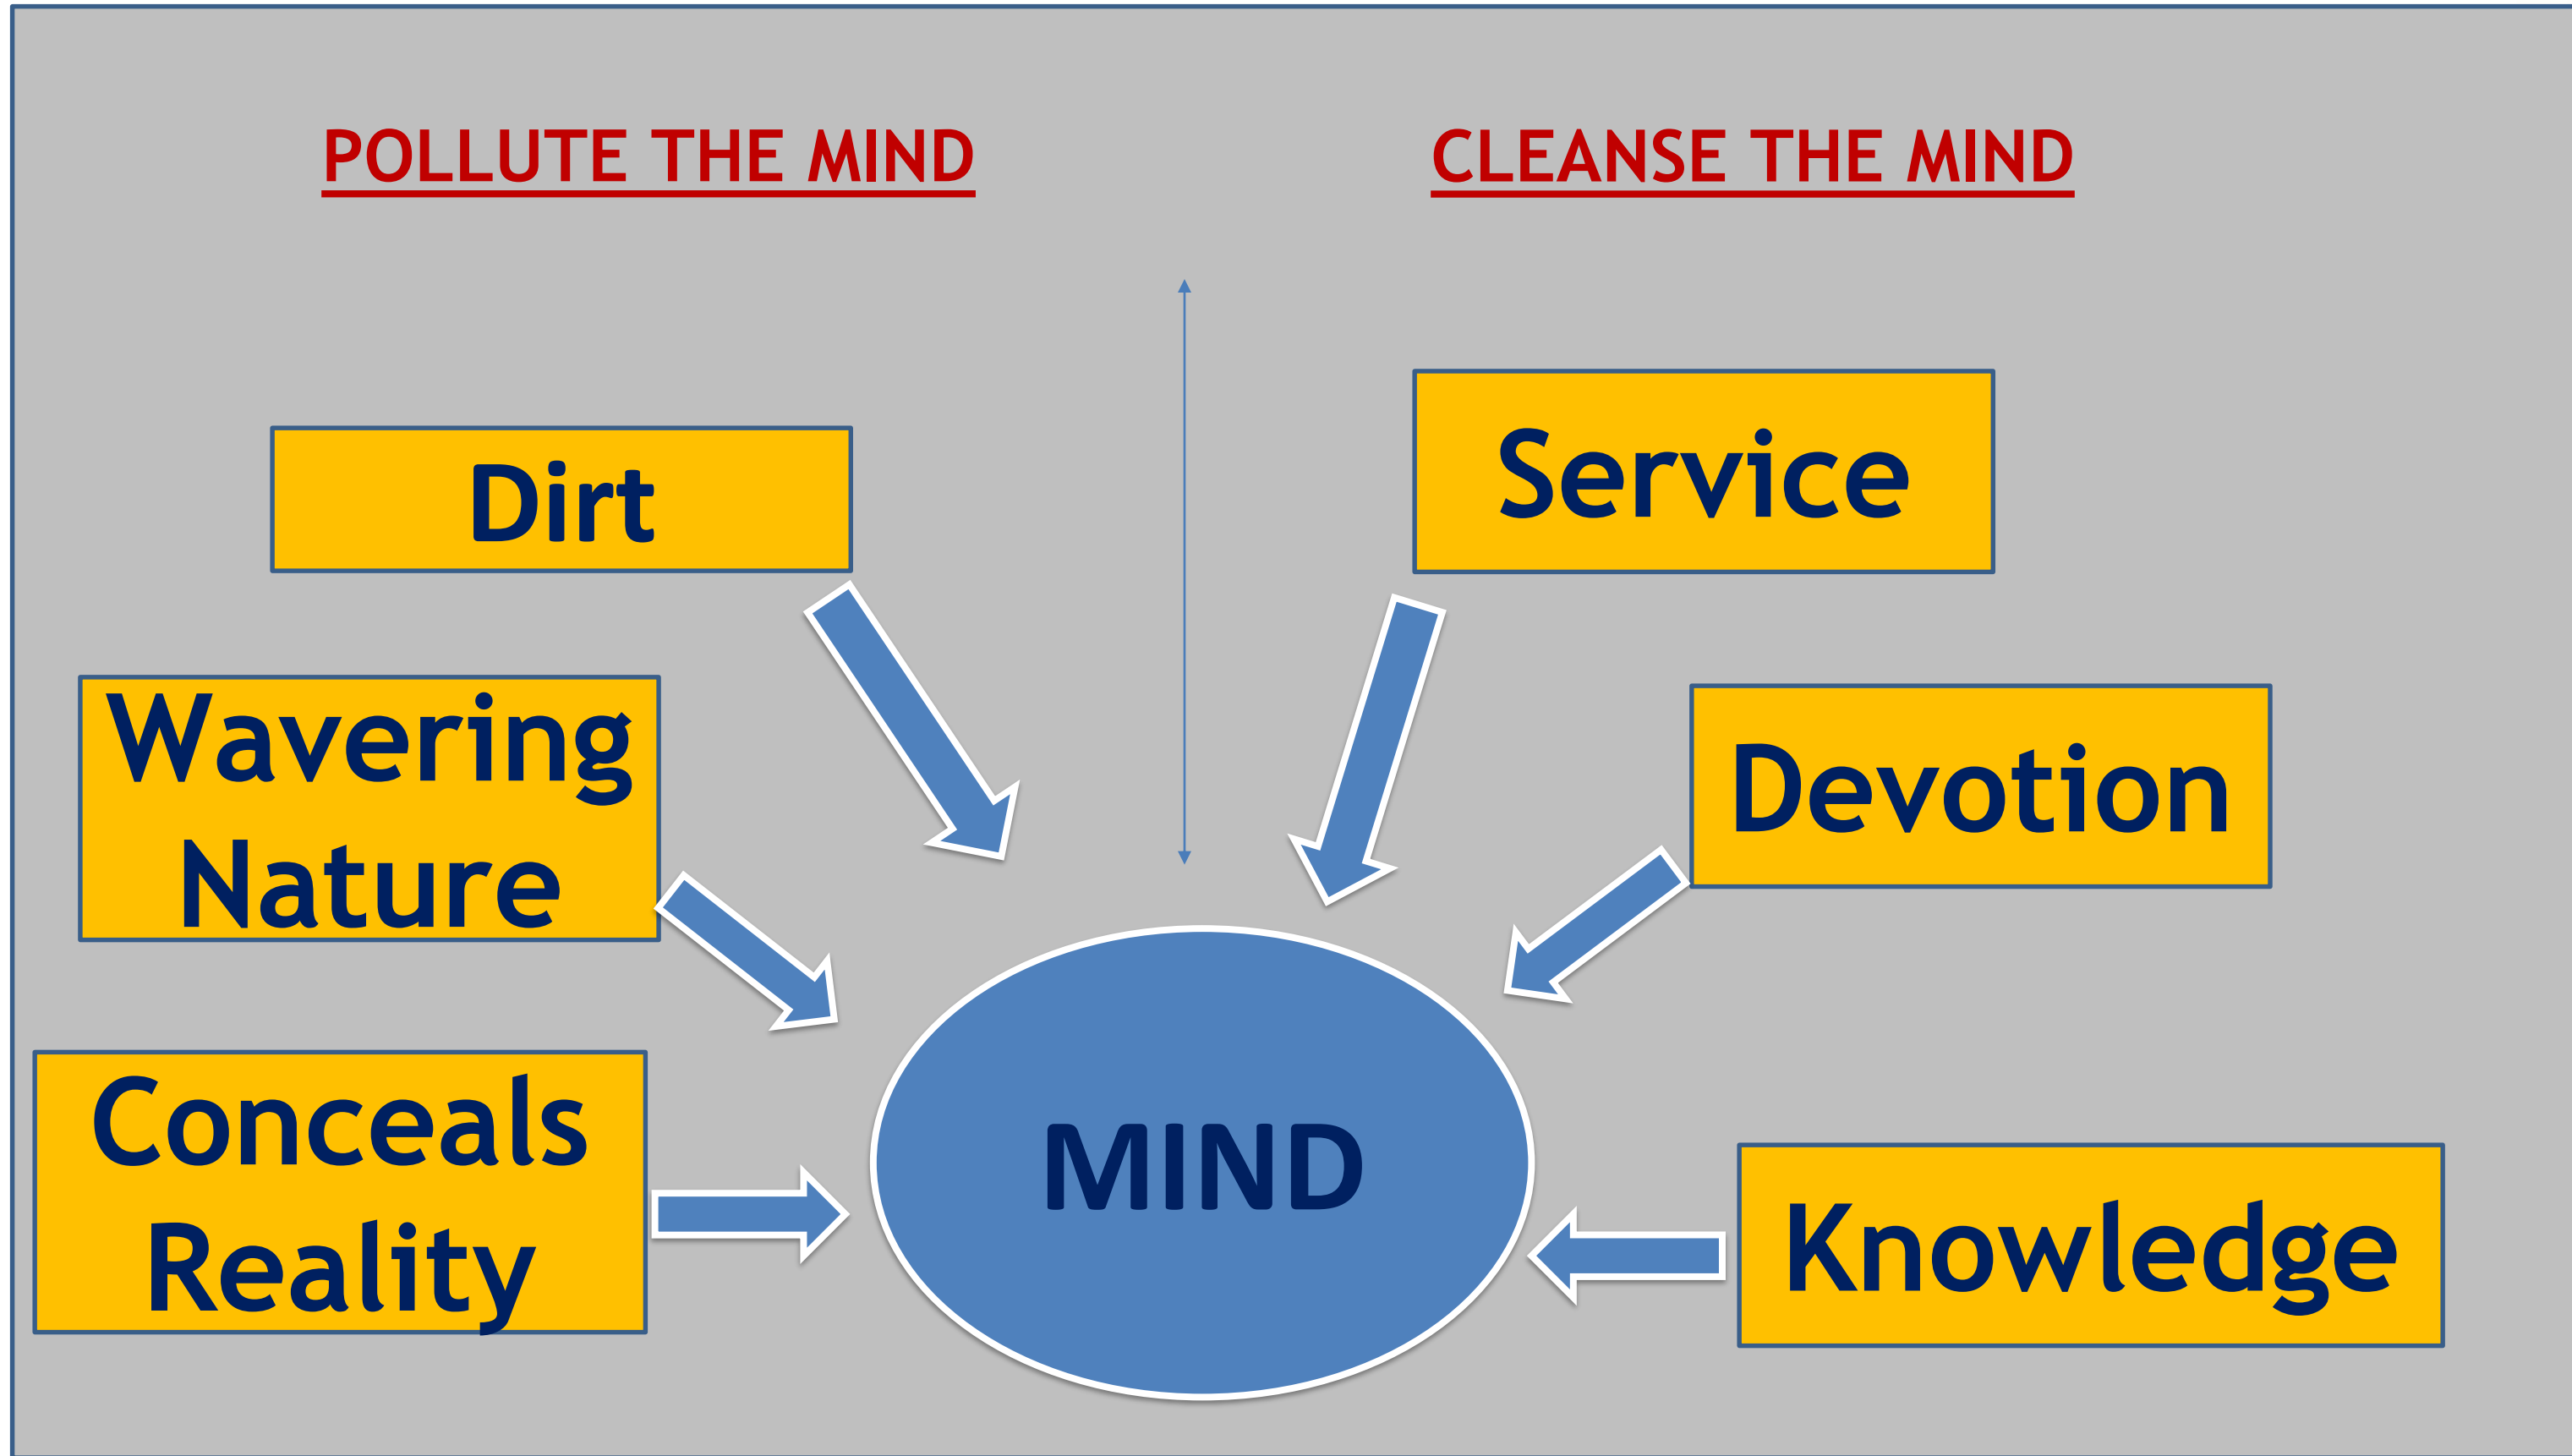 POLLUTE THE MIND
CLEANSE THE MIND
Dirt
Wavering
Nature
Conceals
Reality
Service
Devotion
Knowledge
MIND